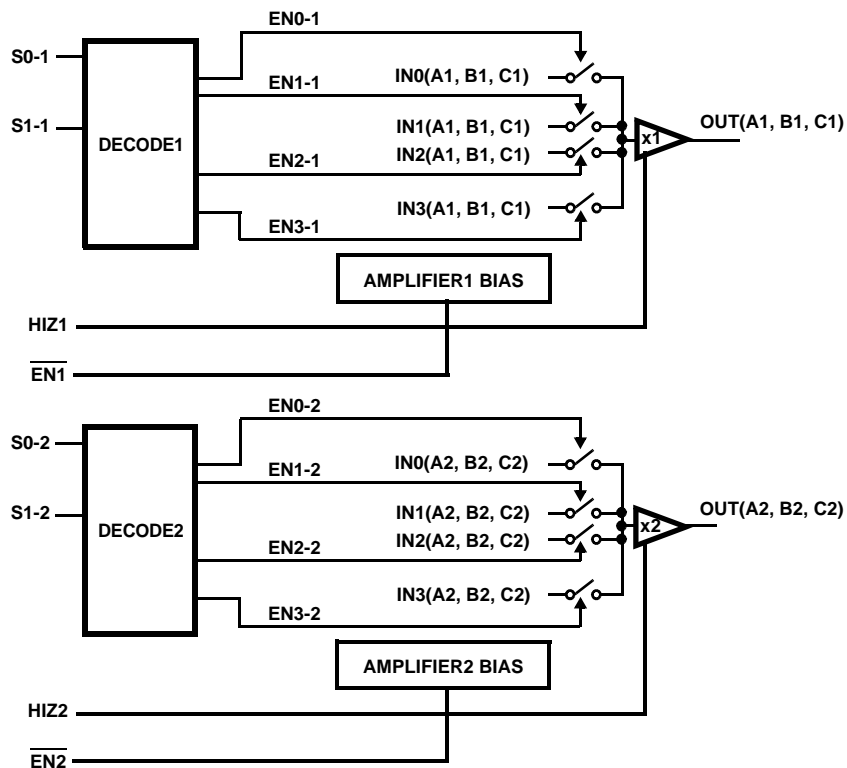 EN0-1
S0-1
IN0(A1, B1, C1)
EN1-1
S1-1
DECODE1
IN1(A1, B1, C1)
x1
OUT(A1, B1, C1)
EN2-1
IN2(A1, B1, C1)
IN3(A1, B1, C1)
EN3-1
AMPLIFIER1 BIAS
HIZ1
EN1
EN0-2
S0-2
IN0(A2, B2, C2)
EN1-2
S1-2
DECODE2
IN1(A2, B2, C2)
x2
OUT(A2, B2, C2)
EN2-2
IN2(A2, B2, C2)
IN3(A2, B2, C2)
EN3-2
AMPLIFIER2 BIAS
HIZ2
EN2